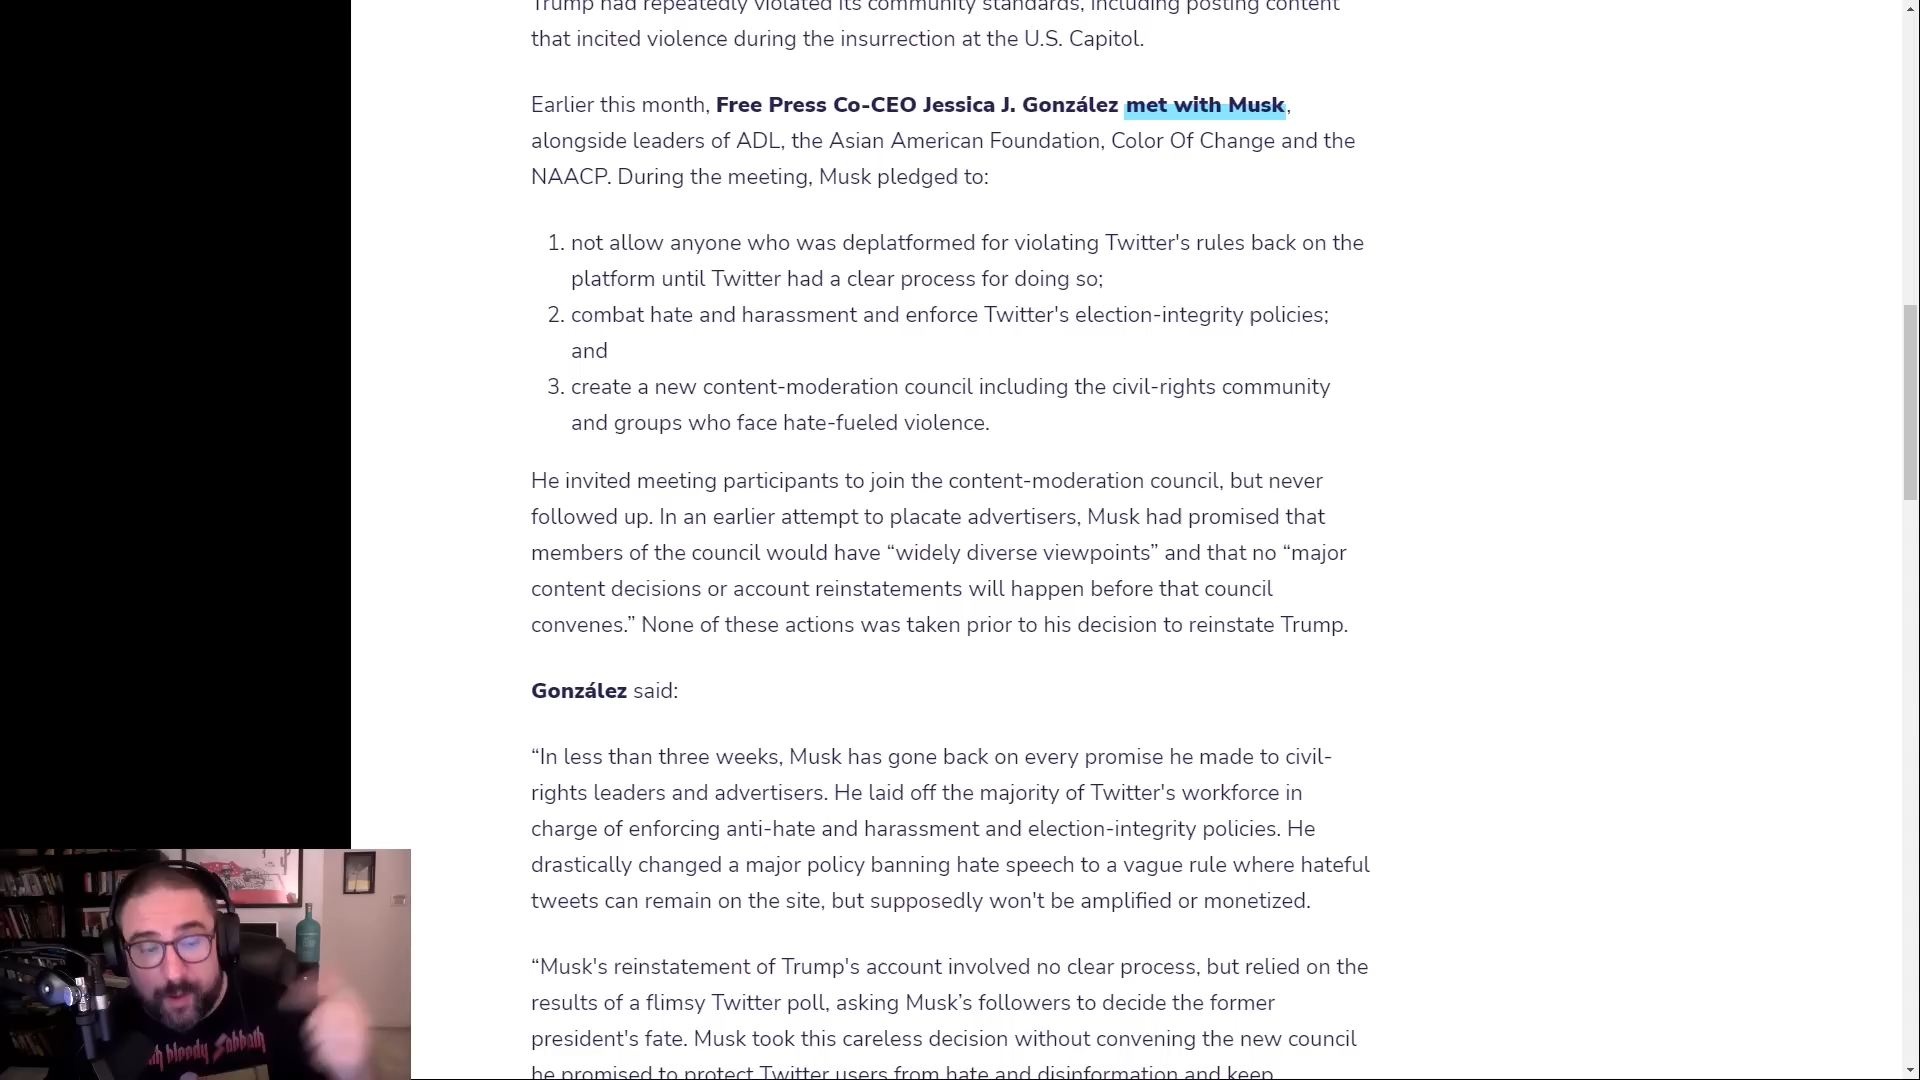 Trump had repeatedly violated its community standards, including posting content
that incited violence during the insurrection at the U.S. Capitol.
Earlier this month, Free Press Co-CEO Jessica J. González met with Musk,
alongside leaders of ADL, the Asian American Foundation, Color Of Change and the
NAACP. During the meeting, Musk pledged to:
1. not allow anyone who was deplatformed for violating Twitter's rules back on the
platform until Twitter had a clear process for doing so;
2. combat hate and harassment and enforce Twitter's election-integrity policies;
and
3. create a new content-moderation council including the civil-rights community
and groups who face hate-fueled violence.
He invited meeting participants to join the content-moderation council, but never
followed up. In an earlier attempt to placate advertisers, Musk had promised that
members of the council would have “widely diverse viewpoints” and that no “major
content decisions or account reinstatements will happen before that council
convenes.” None of these actions was taken prior to his decision to reinstate Trump.
González said:
“In less than three weeks, Musk has gone back on every promise he made to civil-
rights leaders and advertisers. He laid off the majority of Twitter's workforce in
charge of enforcing anti-hate and harassment and election-integrity policies. He
drastically changed a major policy banning hate speech to a vague rule where hateful
tweets can remain on the site, but supposedly won't be amplified or monetized.
“Musk's reinstatement of Trump's account involved no clear process, but relied on the
results of a flimsy Twitter poll, asking Musk’s followers to decide the former
president's fate. Musk took this careless decision without convening the new council
he promised to protect Twitter users from hate and disinformation and keep
bloody Sabbath